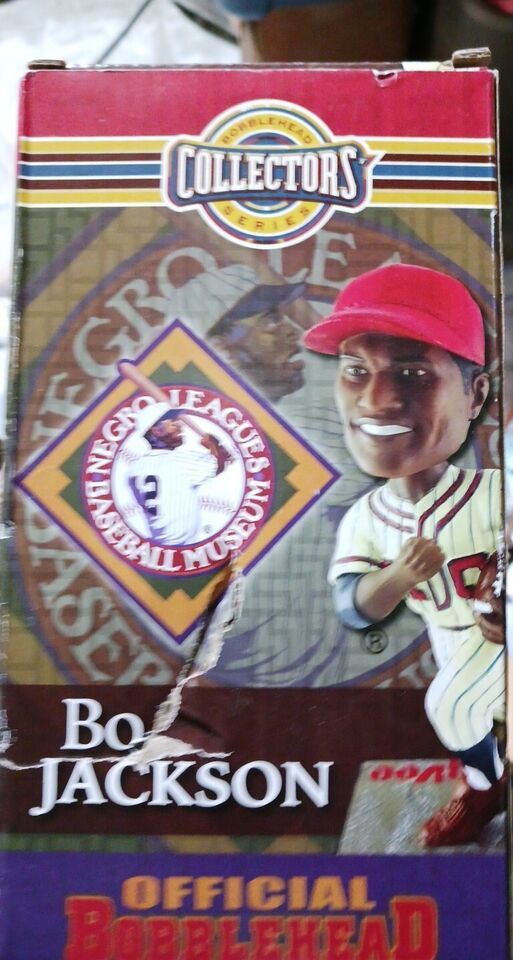 BOBBLEHEAD
COLLECTORS'
SERIES
NEGRO LEAGUES
BASEBALL MUSEUM
®
®
BO
JACKSON
OFFICIAL
BOBBLEHEAD